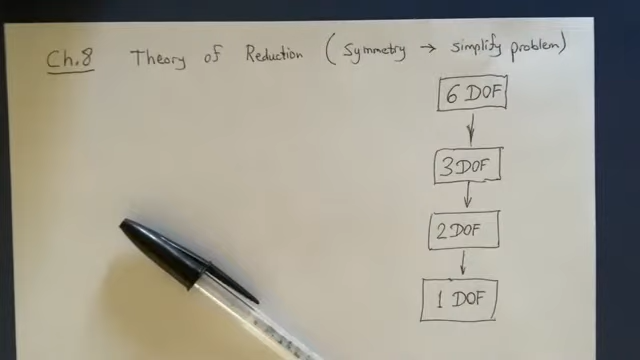 Ch.8 Theory of Reduction (Symmetry → simplify problem)
6 DOF
3 DOF
2 DOF
1 DOF